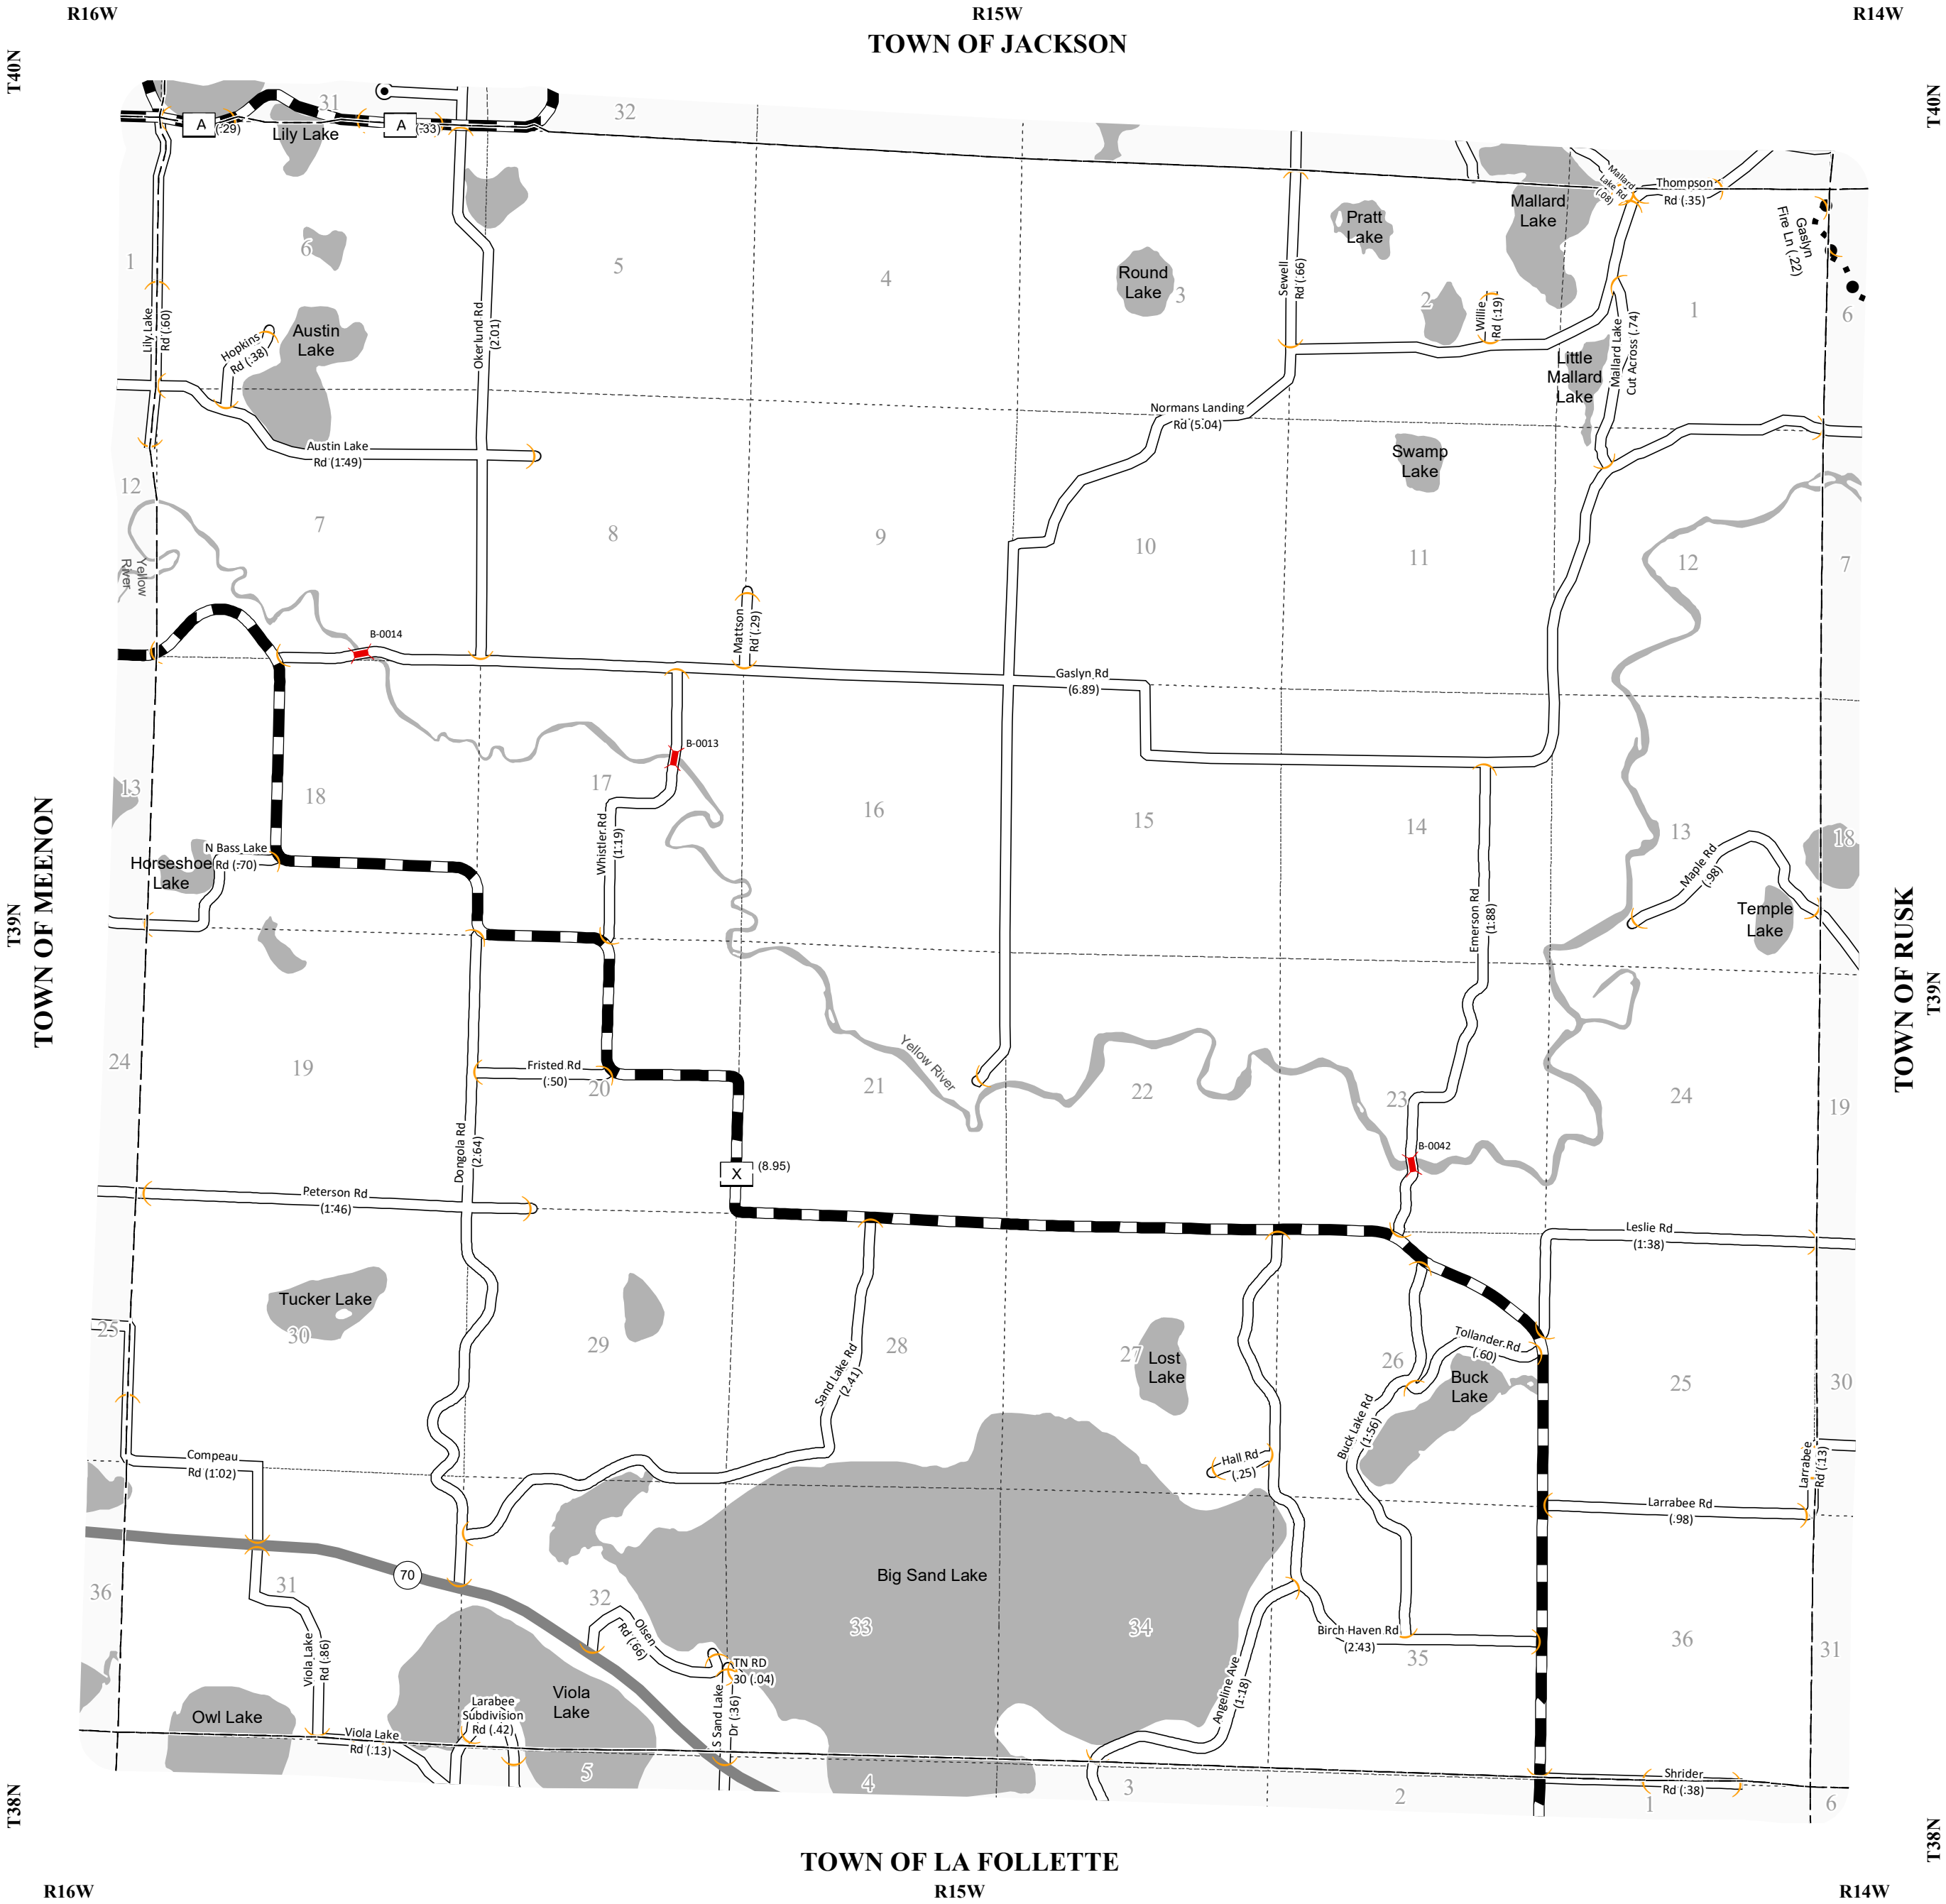 R16W
R15W
R14W
TOWN OF JACKSON
T40N
T40N
31
32
A
(.29)
A
(.33)
Lily Lake
Mallard
Lake Rd
(.08)
Thompson
Rd (.35)
Mallard
Lake
Pratt
Lake
Gaslyn
Fire Ln (.22)
1
6
5
4
Round
Lake
3
2
1
6
Sewell
Rd (.66)
Willie
Rd (.19)
Lily Lake
Rd (.60)
Hopkins
Rd (.38)
Austin
Lake
Okerlund Rd
(2.01)
Mallard Lake
Cut Across (.74)
Little
Mallard
Lake
Normans Landing
Rd (5.04)
Austin Lake
Rd (1.49)
Swamp
Lake
12
7
8
9
10
11
12
7
Yellow
River
Mattson
Rd (.29)
B-0014
Gaslyn Rd
(6.89)
B-0013
13
18
17
16
15
14
13
18
Whistler Rd
(1.19)
N Bass Lake
Rd (.70)
Horseshoe
Lake
Maple Rd
(.98)
Temple
Lake
Emerson Rd
(1.88)
TOWN OF MEENON
T39N
TOWN OF RUSK
T39N
24
19
Fristed Rd
(.50)
20
21
Yellow River
22
23
24
19
Dongola Rd
(2.64)
B-0042
X
(8.95)
Peterson Rd
(1.46)
Leslie Rd
(1.38)
Tucker Lake
25
30
29
28
27
Lost
Lake
26
Tollander Rd
(.60)
Buck
Lake
25
30
Sand Lake Rd
(2.41)
Buck Lake Rd
(1.56)
Hall Rd
(.25)
Compeau
Rd (1.02)
Larrabee
Rd (.13)
Larrabee Rd
(.98)
70
Big Sand Lake
36
31
32
33
34
35
36
31
Olsen
Rd (.66)
Birch Haven Rd
(2.43)
Viola Lake
Rd (.86)
TN RD
30 (.04)
S Sand Lake
Dr (.36)
Angeline Ave
(1.18)
Owl Lake
Larabee
Subdivision
Rd (.42)
Viola
Lake
Viola Lake
Rd (.13)
5
4
3
2
Shrider
Rd (.38)
1
6
T38N
T38N
TOWN OF LA FOLLETTE
R16W
R15W
R14W